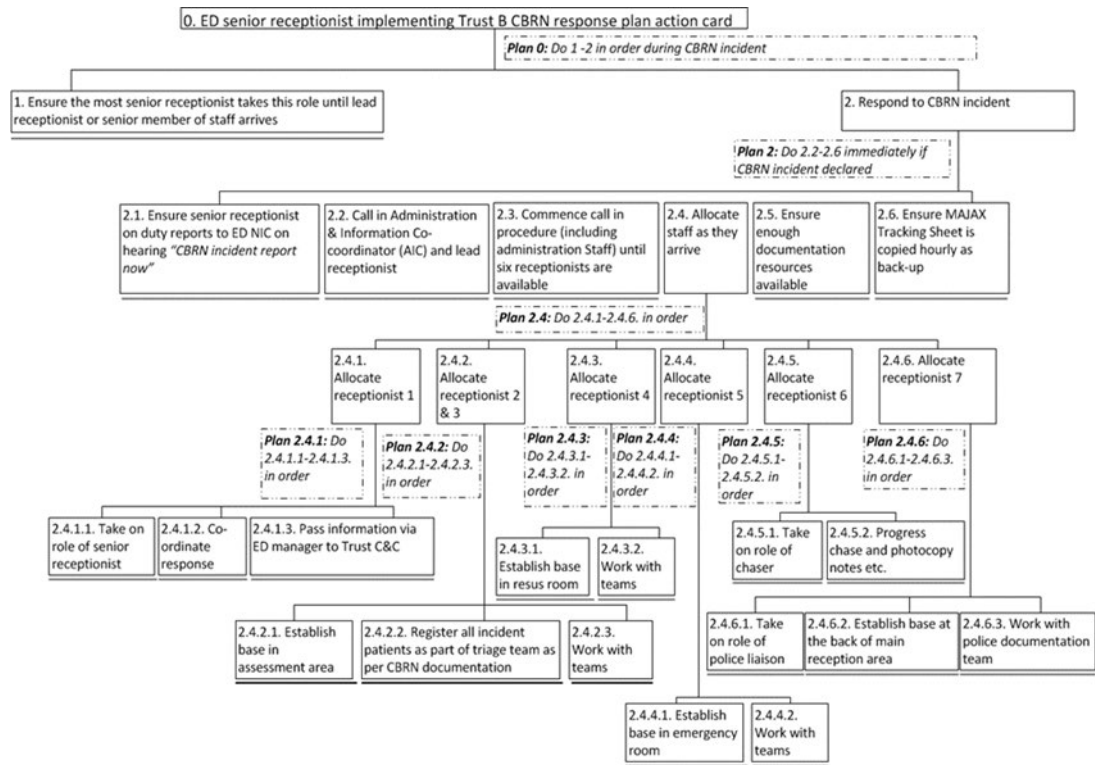 0. ED senior receptionist implementing Trust B CBRN response plan action card
Plan 0: Do 1 -2 in order during CBRN incident
1. Ensure the most senior receptionist takes this role until lead
receptionist or senior member of staff arrives
2. Respond to CBRN incident
Plan 2: Do 2.2-2.6 immediately if
CBRN incident declared
2.1. Ensure senior receptionist
on duty reports to ED NIC on
hearing "CBRN incident report
now"
2.2. Call in Administration
& Information Co-
coordinator (AIC) and lead
receptionist
2.3. Commence call in
procedure (including
administration Staff) until
six receptionists are
available
2.4. Allocate
staff as they
arrive
2.5. Ensure
enough
documentation
resources
available
2.6. Ensure MAJAX
Tracking Sheet is
copied hourly as
back-up
Plan 2.4: Do 2.4.1-2.4.6. in order
2.4.1.
Allocate
receptionist 1
2.4.2.
Allocate
receptionist 2
& 3
2.4.3.
Allocate
receptionist 4
2.4.4.
Allocate
receptionist 5
2.4.5.
Allocate
receptionist 6
2.4.6. Allocate
receptionist 7
Plan 2.4.1: Do
2.4.1.1-2.4.1.3.
in order
Plan
2.4.2: Do
2.4.2.1-2.4.2.3.
in order
Plan 2.4.3:
Do 2.4.3.1-
2.4.3.2. in
order
Plan 2.4.4:
Do 2.4.4.1-
2.4.4.2. in
order
Plan 2.4.5:
Do 2.4.5.1-
2.4.5.2. in
order
Plan 2.4.6: Do
2.4.6.1-2.4.6.3.
in order
2.4.1.1. Take on
role of senior
receptionist
2.4.1.2. Co-
ordinate
response
2.4.1.3. Pass information via
ED manager to Trust C&C
2.4.3.1.
Establish base
in resus room
2.4.3.2.
Work with
teams
2.4.5.1. Take
on role of
chaser
2.4.5.2. Progress
chase and photocopy
notes etc.
2.4.2.1. Establish
base in
assessment area
2.4.2.2. Register all incident
patients as part of triage team as
per CBRN documentation
2.4.2.3.
Work with
teams
2.4.6.1. Take
on role of
police liaison
2.4.6.2. Establish base at
the back of main
reception area
2.4.6.3. Work with
police documentation
team
2.4.4.1. Establish
base in emergency
room
2.4.4.2.
Work with
teams